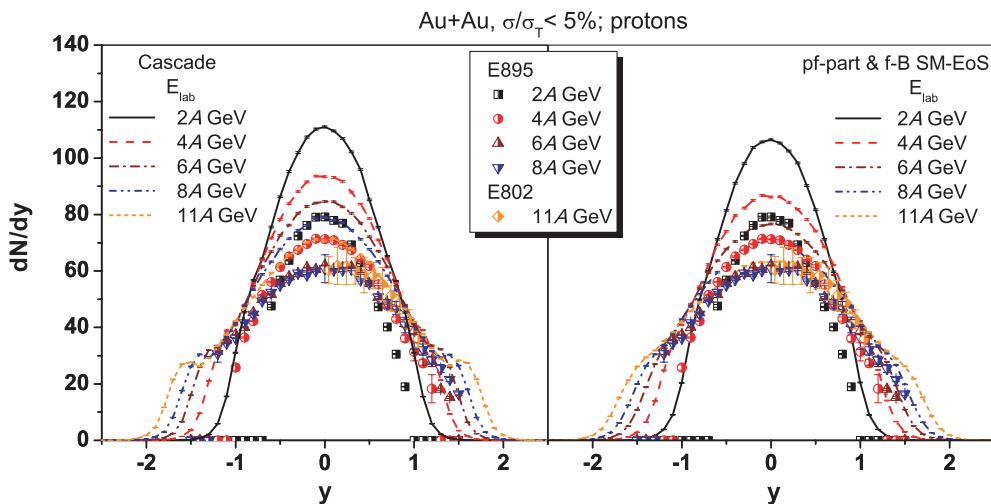 Au+Au, σ/σ_T< 5%; protons
dN/dy
140
120
100
80
60
40
20
0
Cascade
E_lab
2A GeV
4A GeV
6A GeV
8A GeV
11A GeV
E895
2A GeV
4A GeV
6A GeV
8A GeV
E802
11A GeV
pf-part & f-B SM-EoS
E_lab
2A GeV
4A GeV
6A GeV
8A GeV
11A GeV
-2 -1 0 1 2 -2 -1 0 1 2
y y